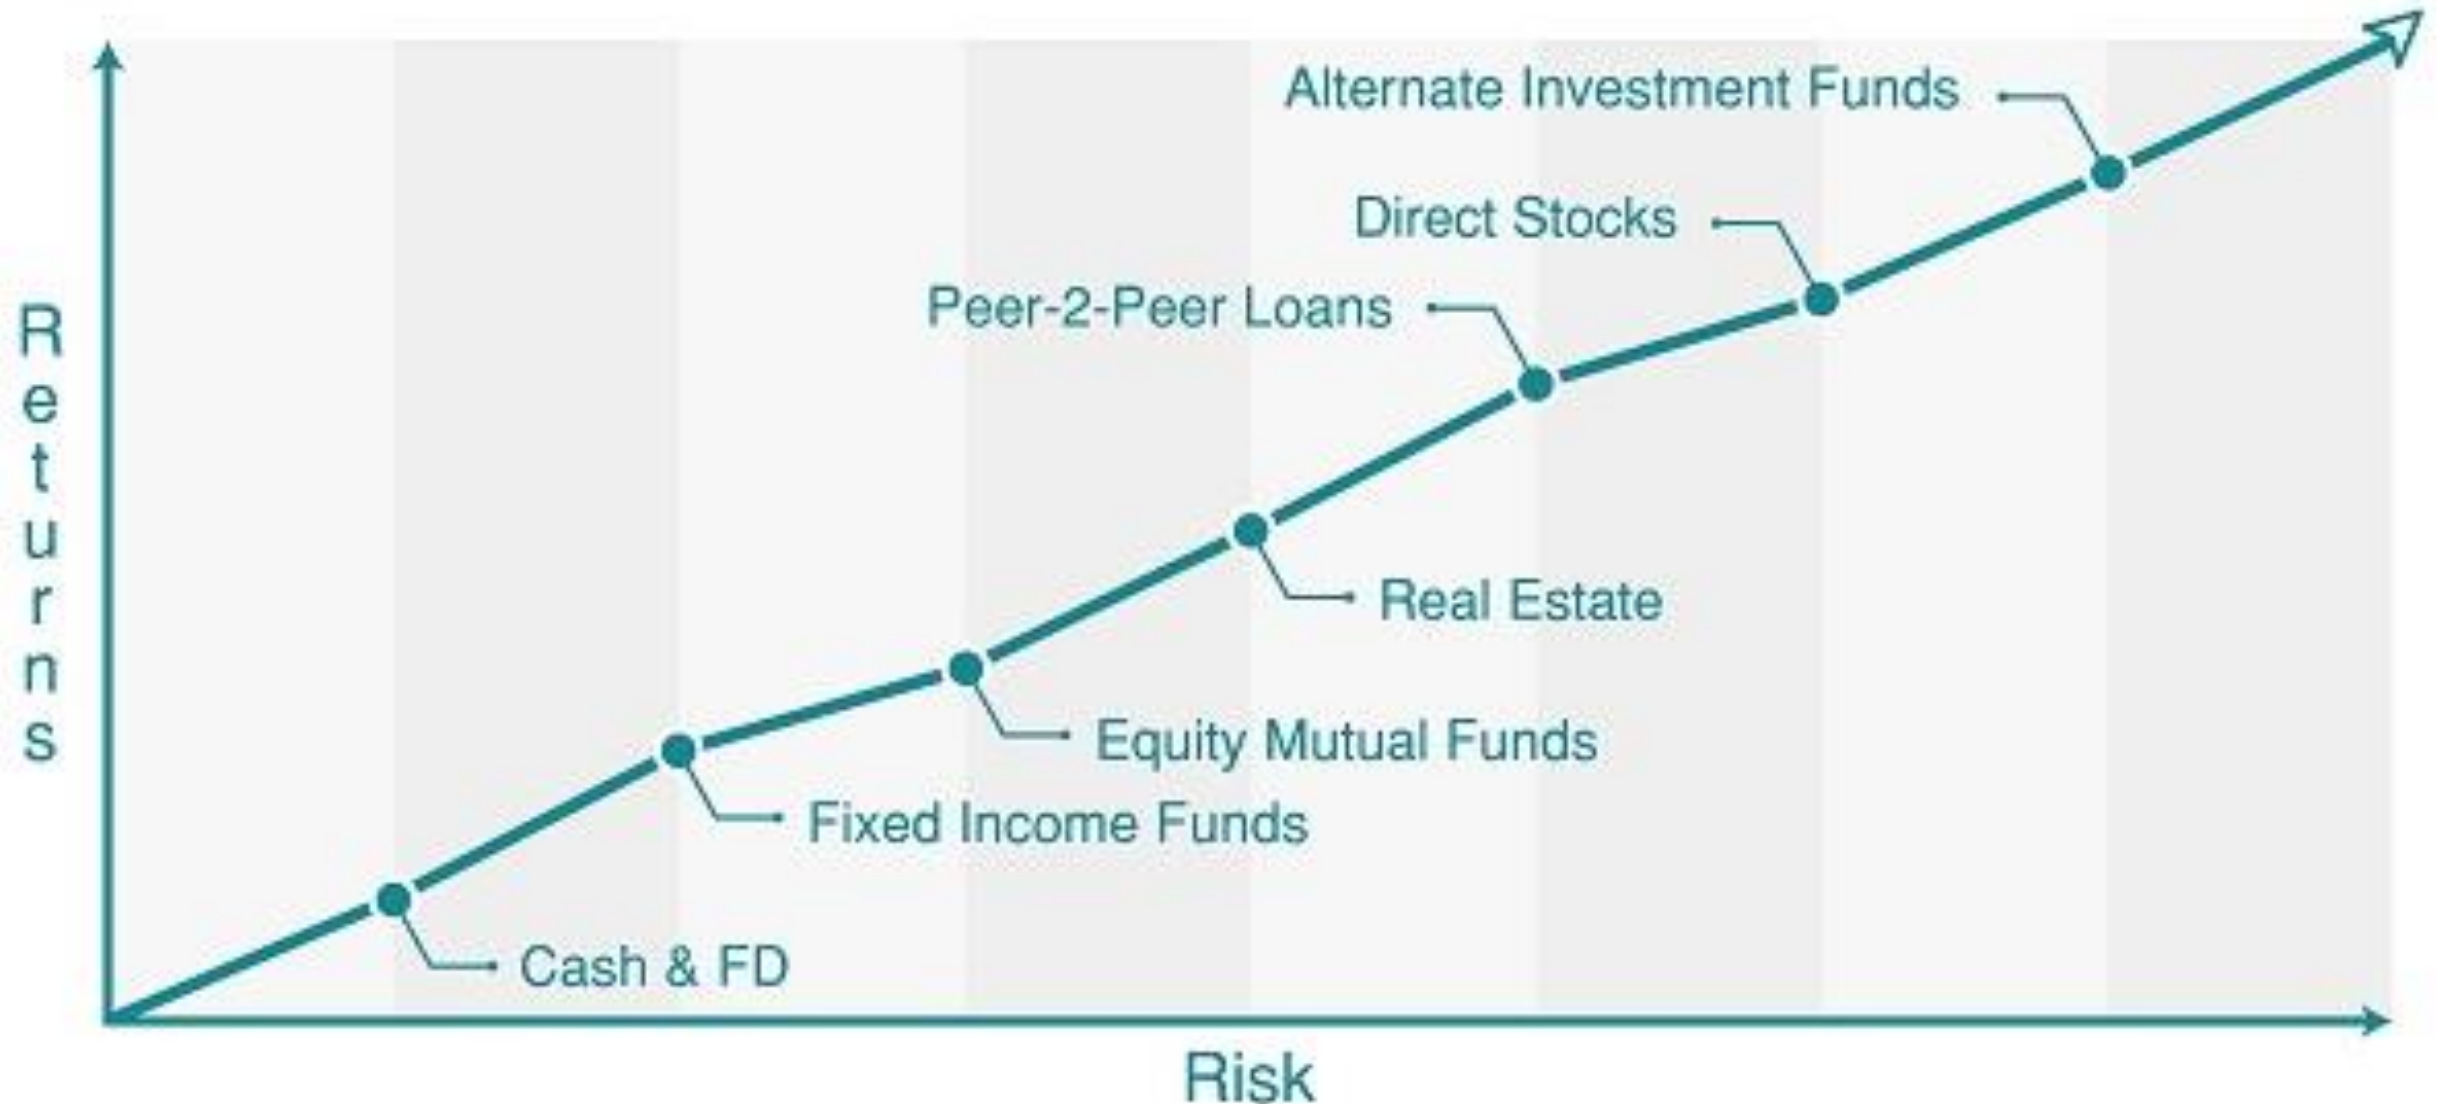 Alternate Investment Funds
Direct Stocks
Peer-2-Peer Loans
Returns
Real Estate
Equity Mutual Funds
Fixed Income Funds
Cash & FD
Risk